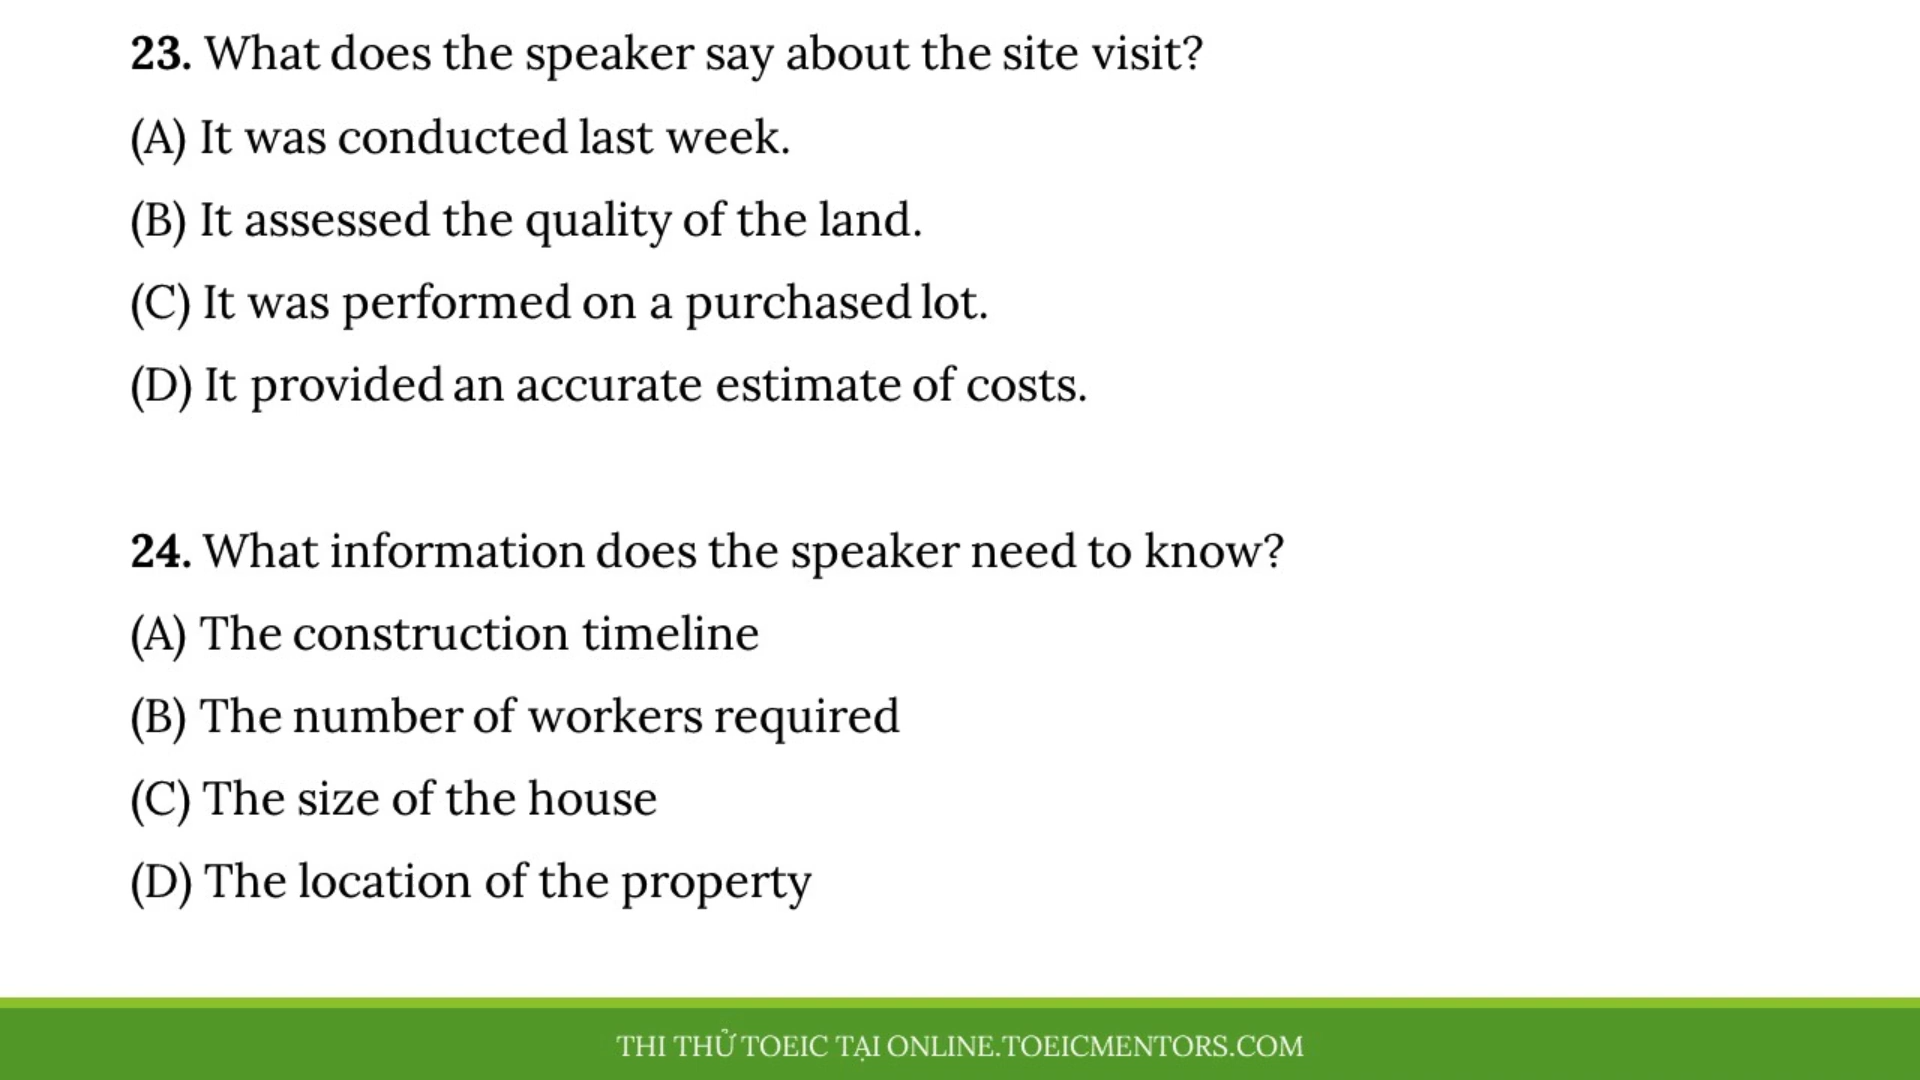 23. What does the speaker say about the site visit?
(A) It was conducted last week.
(B) It assessed the quality of the land.
(C) It was performed on a purchased lot.
(D) It provided an accurate estimate of costs.
24. What information does the speaker need to know?
(A) The construction timeline
(B) The number of workers required
(C) The size of the house
(D) The location of the property
THI THỬ TOEIC TẠI ONLINE.TOEICMENTORS.COM